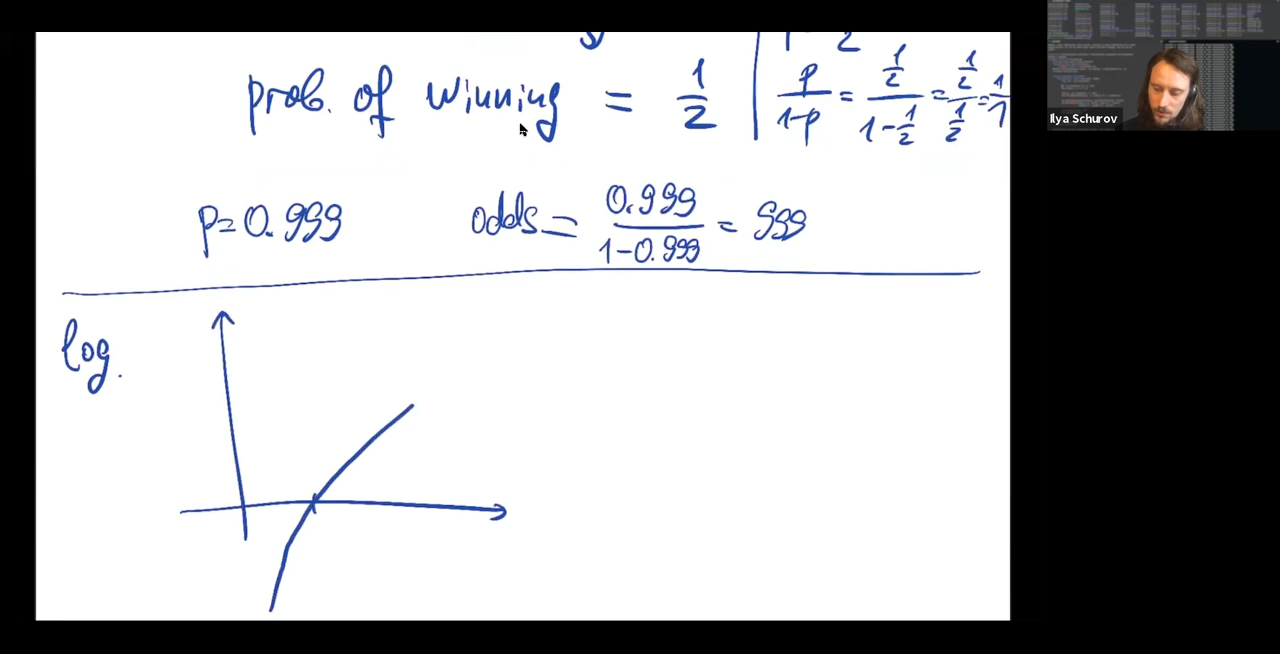 prob. of winning = 1/2 | p/(1-p) = (1/2)/(1-1/2) = (1/2)/(1/2) = 1/1
p=0.999 odds = 0.999/(1-0.999) = 999
log.
Ilya Schurov